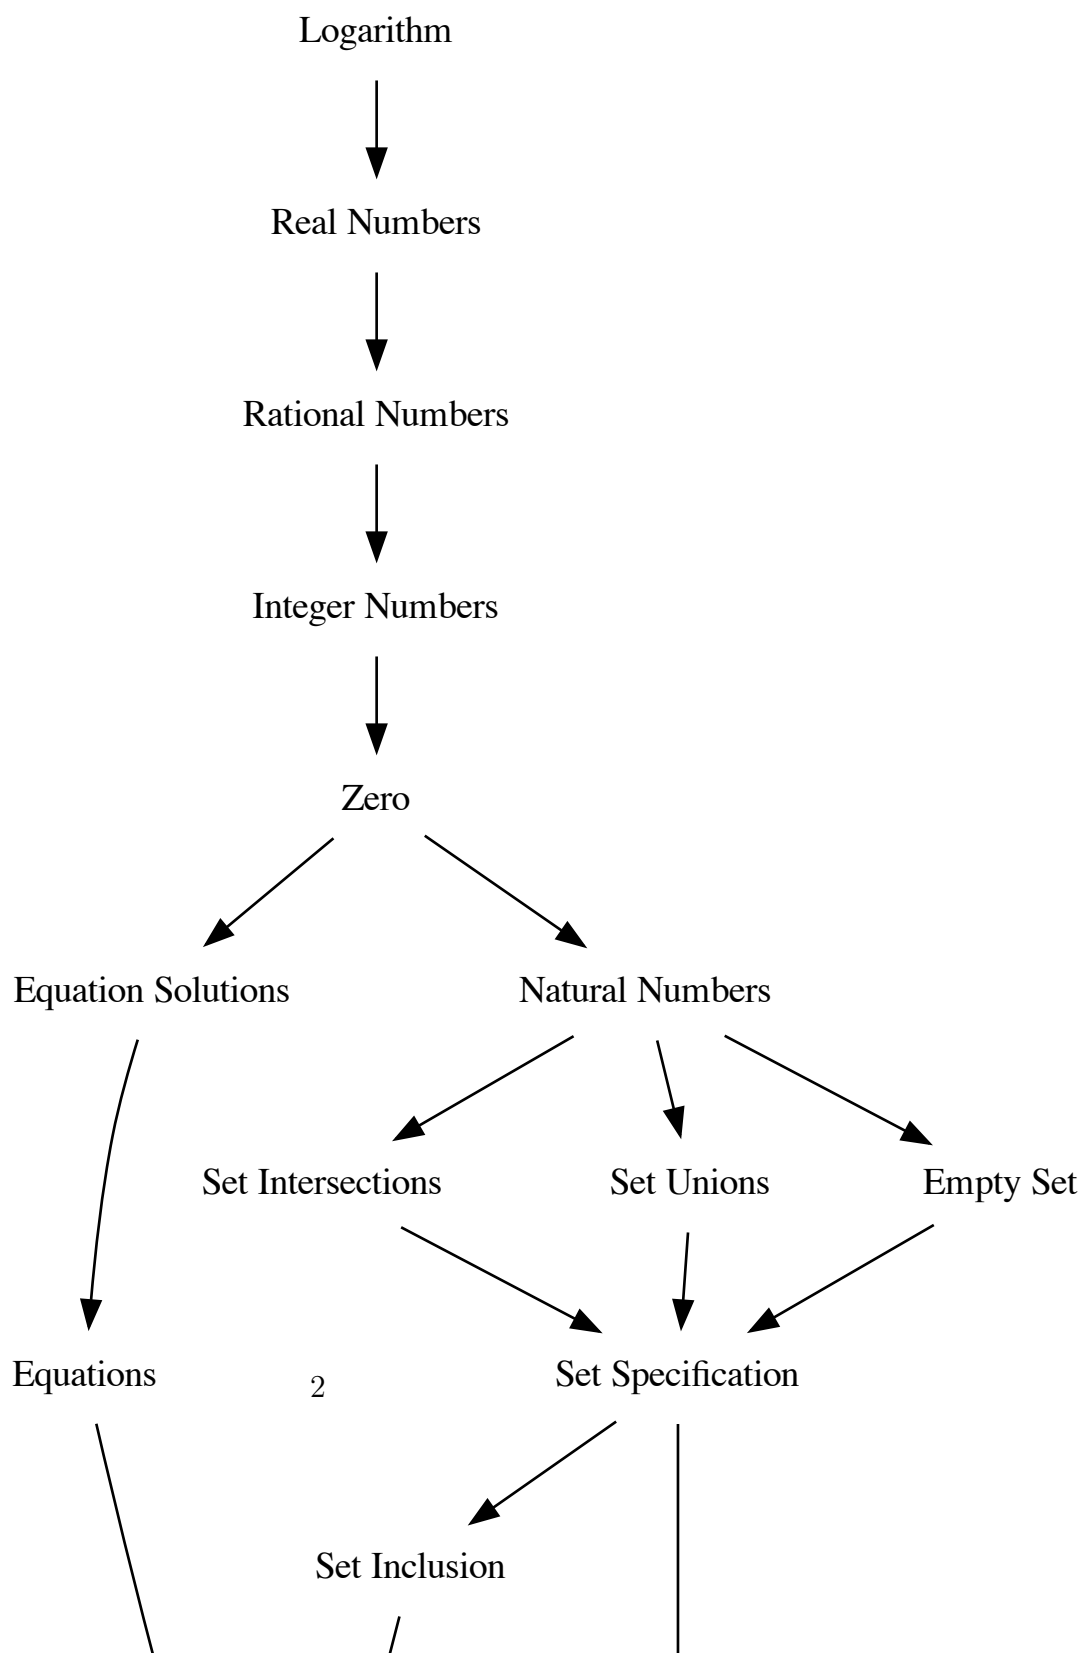 Logarithm
Real Numbers
Rational Numbers
Integer Numbers
Zero
Equation Solutions
Natural Numbers
Set Intersections
Set Unions
Empty Set
Equations
2
Set Specification
Set Inclusion